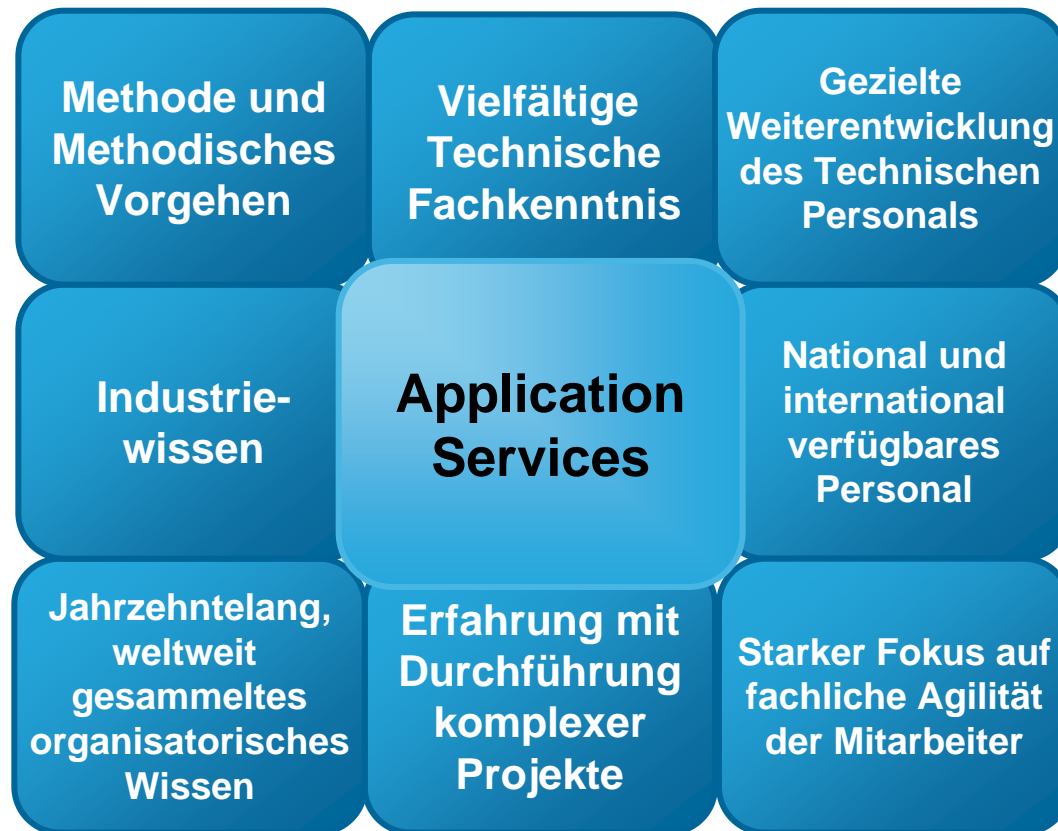 Methode und
Methodisches
Vorgehen
Vielfältige
Technische
Fachkenntnis
Gezielte
Weiterentwicklung
des Technischen
Personals
Industrie-
wissen
Application
Services
National und
international
verfügbares
Personal
Jahrzehntelang,
weltweit
gesammeltes
organisatorisches
Wissen
Erfahrung mit
Durchführung
komplexer
Projekte
Starker Fokus auf
fachliche Agilität
der Mitarbeiter